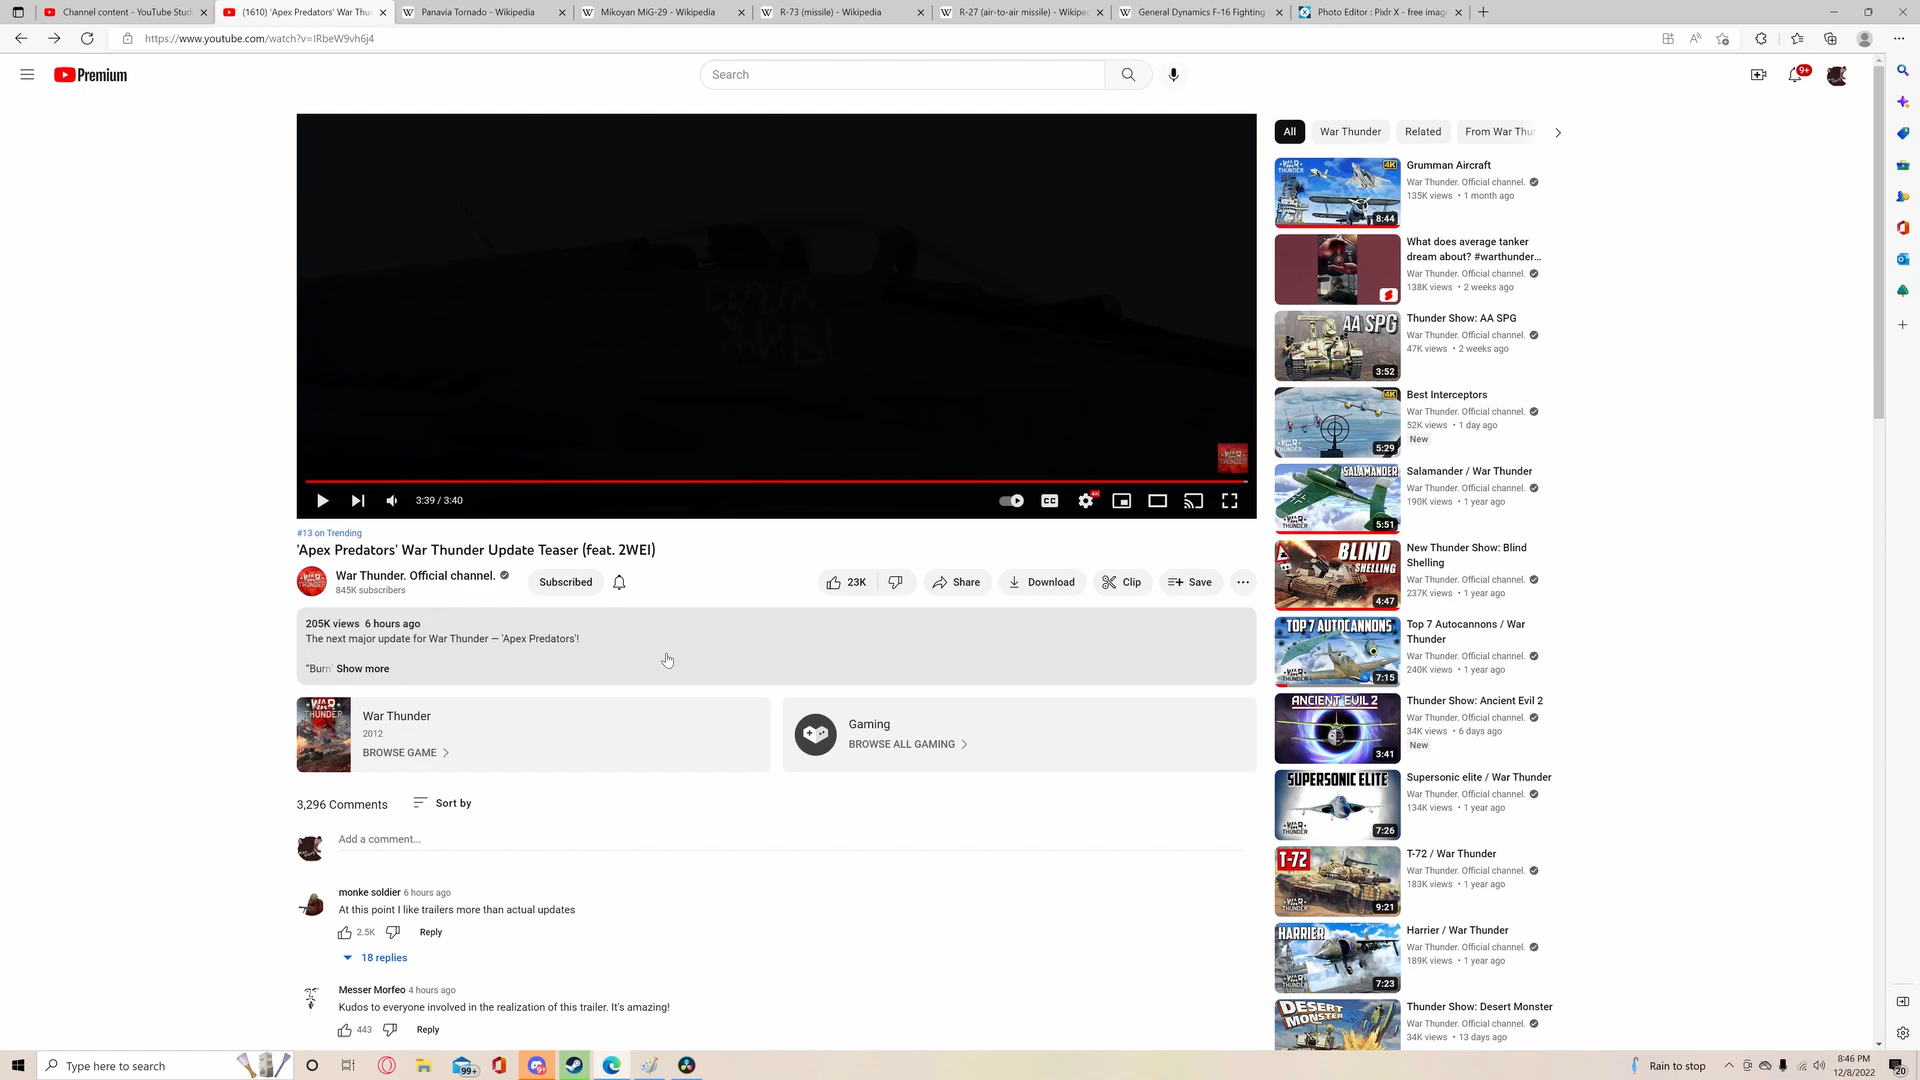 Channel content - YouTube Stud
(1610) 'Apex Predators' War Thun
Panavia Tornado - Wikipedia
Mikoyan MiG-29 - Wikipedia
R-73 (missile) - Wikipedia
R-27 (air-to-air missile) - Wikiped
General Dynamics F-16 Fighting
Photo Editor : Pixlr X - free imag
https://www.youtube.com/watch?v=IRbeW9vh6j4
Premium
Search
9+
3:39 / 3:40
CC
#13 on Trending
'Apex Predators' War Thunder Update Teaser (feat. 2WEI)
War Thunder. Official channel.
845K subscribers
Subscribed
23K
Share
Download
Clip
Save
205K views 6 hours ago
The next major update for War Thunder — 'Apex Predators'!
"Burn Show more
WAR THUNDER
War Thunder
2012
BROWSE GAME
Gaming
BROWSE ALL GAMING
3,296 Comments
Sort by
Add a comment...
monke soldier 6 hours ago
At this point I like trailers more than actual updates
2.5K
Reply
18 replies
Messer Morfeo 4 hours ago
Kudos to everyone involved in the realization of this trailer. It's amazing!
443
Reply
All
War Thunder
Related
From War Thu
4K
8:44
Grumman Aircraft
War Thunder. Official channel.
135K views • 1 month ago
What does average tanker
dream about? #warthunder...
War Thunder. Official channel.
138K views • 2 weeks ago
AA SPG
3:52
Thunder Show: AA SPG
War Thunder. Official channel.
47K views • 2 weeks ago
4K
5:29
Best Interceptors
War Thunder. Official channel.
52K views • 1 day ago
New
SALAMANDER
5:51
Salamander / War Thunder
War Thunder. Official channel.
190K views • 1 year ago
BLIND
SHELLING
4:47
New Thunder Show: Blind
Shelling
War Thunder. Official channel.
237K views • 1 year ago
TOP 7 AUTOCANNONS
7:15
Top 7 Autocannons / War
Thunder
War Thunder. Official channel.
240K views • 1 year ago
ANCIENT EVIL 2
3:41
Thunder Show: Ancient Evil 2
War Thunder. Official channel.
34K views • 6 days ago
New
SUPERSONIC ELITE
7:26
Supersonic elite / War Thunder
War Thunder. Official channel.
134K views • 1 year ago
T-72
9:21
T-72 / War Thunder
War Thunder. Official channel.
183K views • 1 year ago
HARRIER
7:23
Harrier / War Thunder
War Thunder. Official channel.
189K views • 1 year ago
DESERT
MONSTER
Thunder Show: Desert Monster
War Thunder. Official channel.
34K views • 13 days ago
Type here to search
99+
Rain to stop
8:46 PM
12/8/2022
20